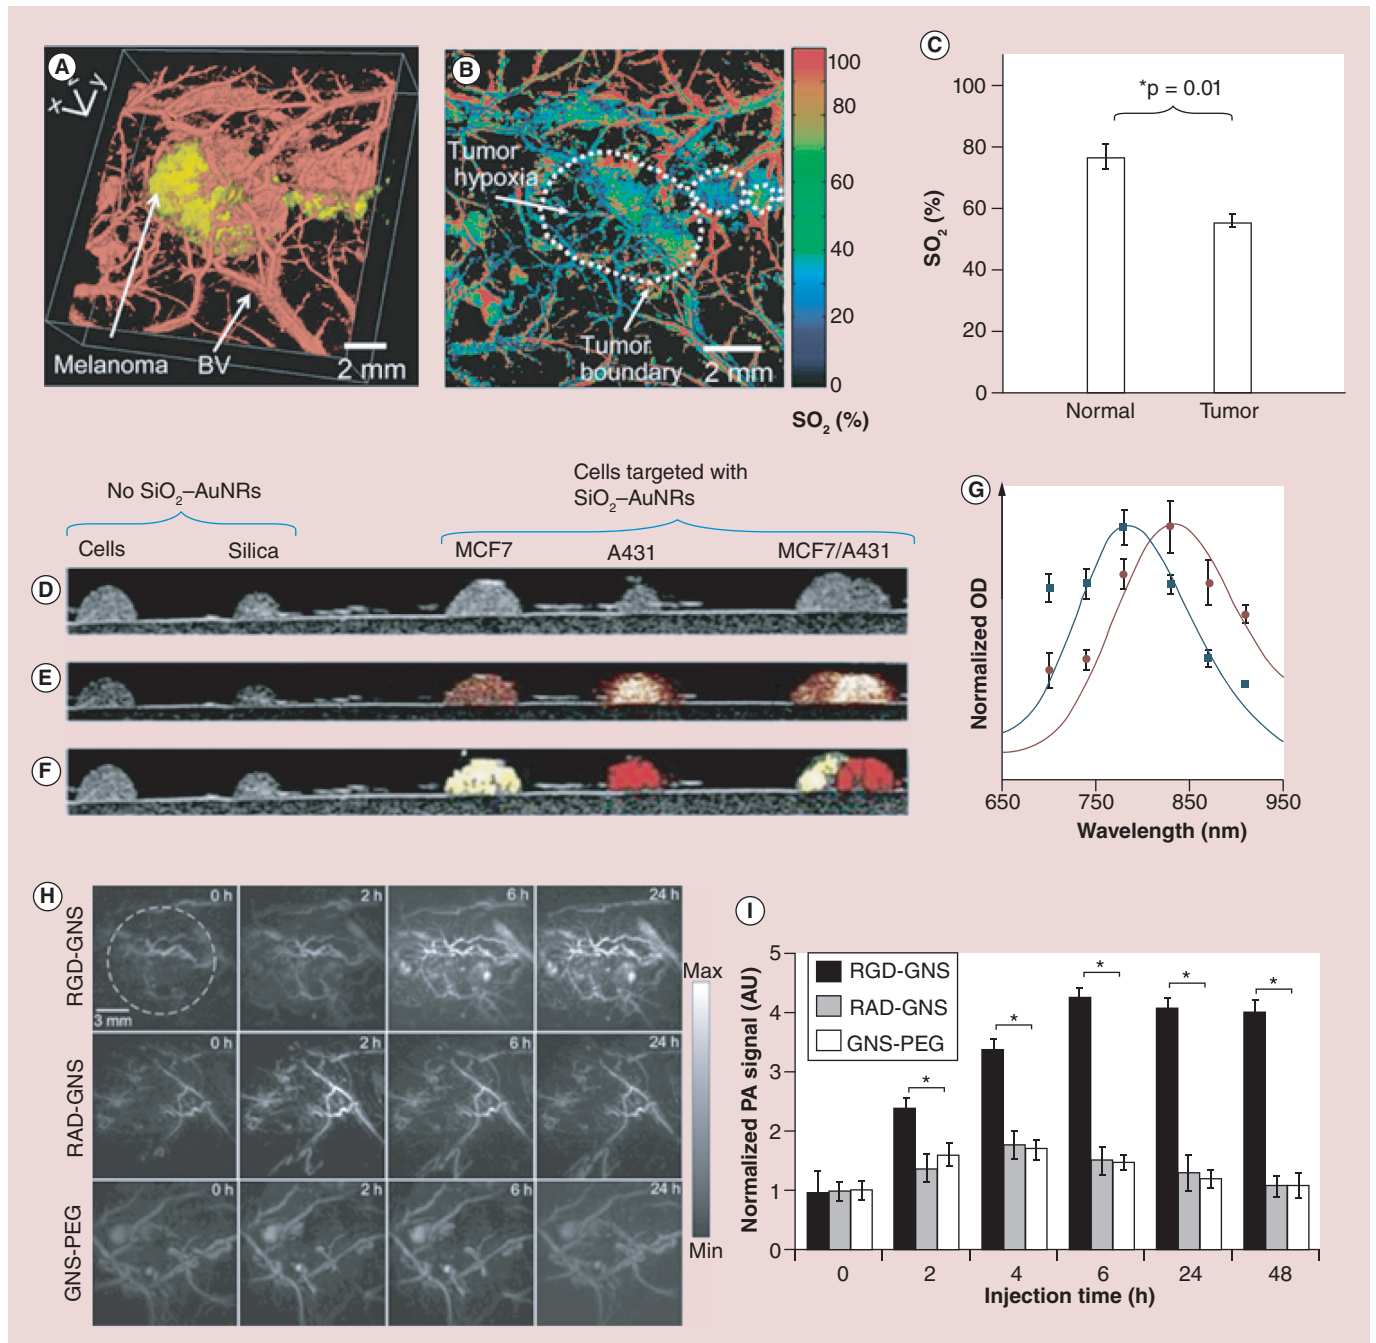 A
x
z
y
Melanoma
BV
2 mm
B
Tumor
hypoxia
Tumor
boundary
2 mm
100
80
60
40
20
0
SO2 (%)
C
SO2 (%)
100
80
60
40
20
0
*p = 0.01
Normal
Tumor
No SiO2–AuNRs
Cells targeted with
SiO2–AuNRs
Cells
Silica
MCF7
A431
MCF7/A431
D
E
F
G
Normalized OD
650
750
850
950
Wavelength (nm)
H
RGD-GNS
0 h
2 h
6 h
24 h
3 mm
RAD-GNS
0 h
2 h
6 h
24 h
GNS-PEG
0 h
2 h
6 h
24 h
Max
Min
I
Normalized PA signal (AU)
5
4
3
2
1
0
RGD-GNS
RAD-GNS
GNS-PEG
*
*
*
*
*
0
2
4
6
24
48
Injection time (h)